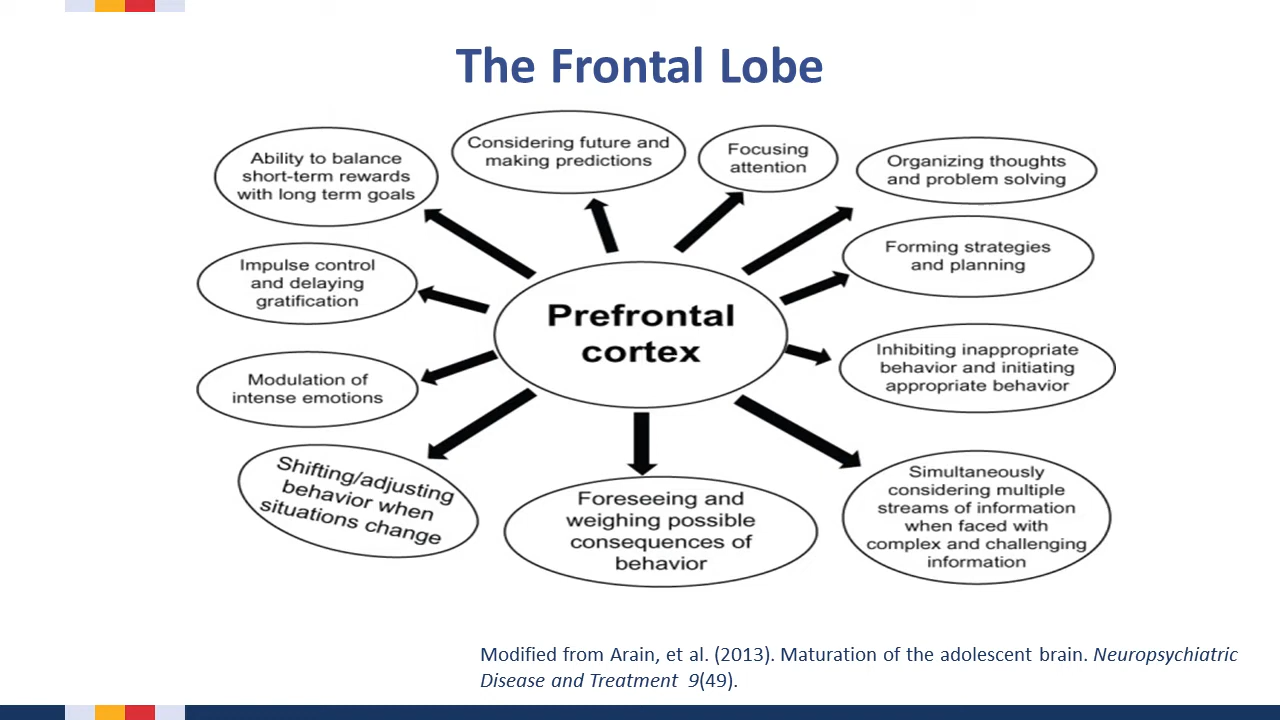 The Frontal Lobe
Ability to balance
short-term rewards
with long term goals
Considering future and
making predictions
Focusing
attention
Organizing thoughts
and problem solving
Impulse control
and delaying
gratification
Forming strategies
and planning
Prefrontal
cortex
Modulation of
intense emotions
Inhibiting inappropriate
behavior and initiating
appropriate behavior
Shifting/adjusting
behavior when
situations change
Foreseeing and
weighing possible
consequences of
behavior
Simultaneously
considering multiple
streams of information
when faced with
complex and challenging
information
Modified from Arain, et al. (2013). Maturation of the adolescent brain. Neuropsychiatric
Disease and Treatment 9(49).